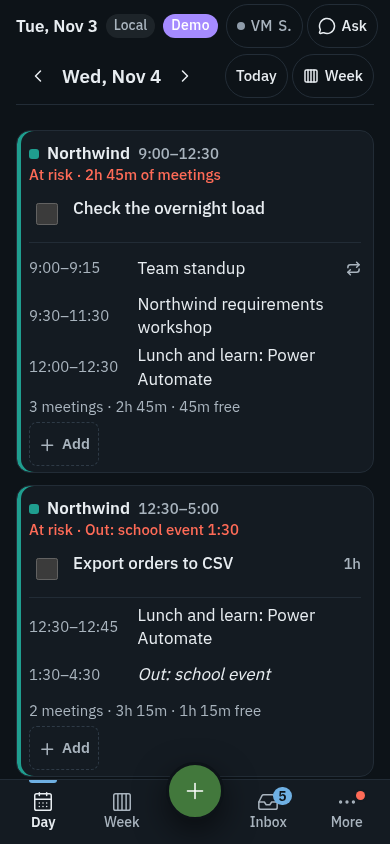 Tue, Nov 3 Local Demo VM S. Ask
Wed, Nov 4 Today Week
Northwind 9:00–12:30
At risk · 2h 45m of meetings
Check the overnight load
9:00–9:15 Team standup
9:30–11:30 Northwind requirements
workshop
12:00–12:30 Lunch and learn: Power
Automate
3 meetings · 2h 45m · 45m free
+ Add
Northwind 12:30–5:00
At risk · Out: school event 1:30
Export orders to CSV 1h
12:30–12:45 Lunch and learn: Power
Automate
1:30–4:30 Out: school event
2 meetings · 3h 15m · 1h 15m free
+ Add
Day Week Inbox 5 More